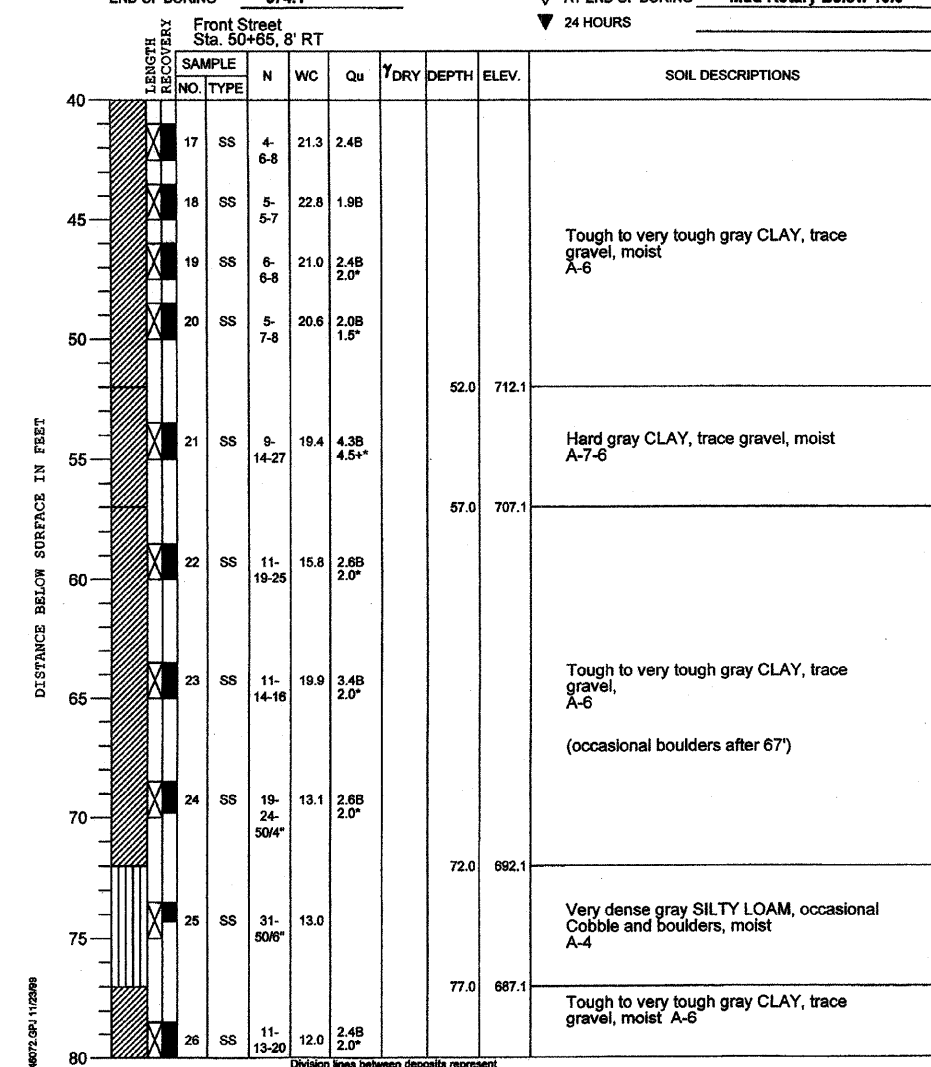 24 HOURS
Front Street
Sta. 50+65, 8' RT
LENGTH
RECOVERY
SAMPLE
NO. TYPE N WC Qu γDRY DEPTH ELEV. SOIL DESCRIPTIONS
DISTANCE BELOW SURFACE IN FEET
40
17 SS 4- 21.3 2.4B
6-8
18 SS 5- 22.8 1.9B
5-7
45
Tough to very tough gray CLAY, trace
gravel, moist
A-6
19 SS 6- 21.0 2.4B
6-8 2.0*
20 SS 5- 20.6 2.0B
7-8 1.5*
50
52.0 712.1
21 SS 9- 19.4 4.3B
14-27 4.5+*
Hard gray CLAY, trace gravel, moist
A-7-6
55
57.0 707.1
22 SS 11- 15.8 2.6B
19-25 2.0*
60
23 SS 11- 19.9 3.4B
14-16 2.0*
Tough to very tough gray CLAY, trace
gravel,
A-6
65
(occasional boulders after 67')
24 SS 19- 13.1 2.6B
24- 2.0*
50/4"
70
72.0 692.1
25 SS 31- 13.0
50/6"
Very dense gray SILTY LOAM, occasional
Cobble and boulders, moist
A-4
75
77.0 687.1
Tough to very tough gray CLAY, trace
gravel, moist A-6
26 SS 11- 12.0 2.4B
13-20 2.0*
80
Division lines between deposits represent